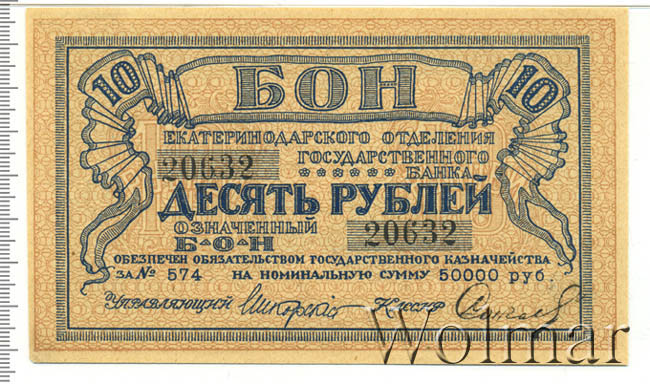 10 БОН 10
ЕКАТЕРИНОДАРСКОГО ОТДЕЛЕНИЯ
20632 ГОСУДАРСТВЕННОГО
БАНКА
ДЕСЯТЬ РУБЛЕЙ
ОЗНАЧЕННЫЙ
Б-О-Н 20632
ОБЕЗПЕЧЕН ОБЯЗАТЕЛЬСТВОМ ГОСУДАРСТВЕННОГО КАЗНАЧЕЙСТВА
ЗА № 574 НА НОМИНАЛЬНУЮ СУММУ 50000 РУБ.
Управляющий Кассир
Wolmar